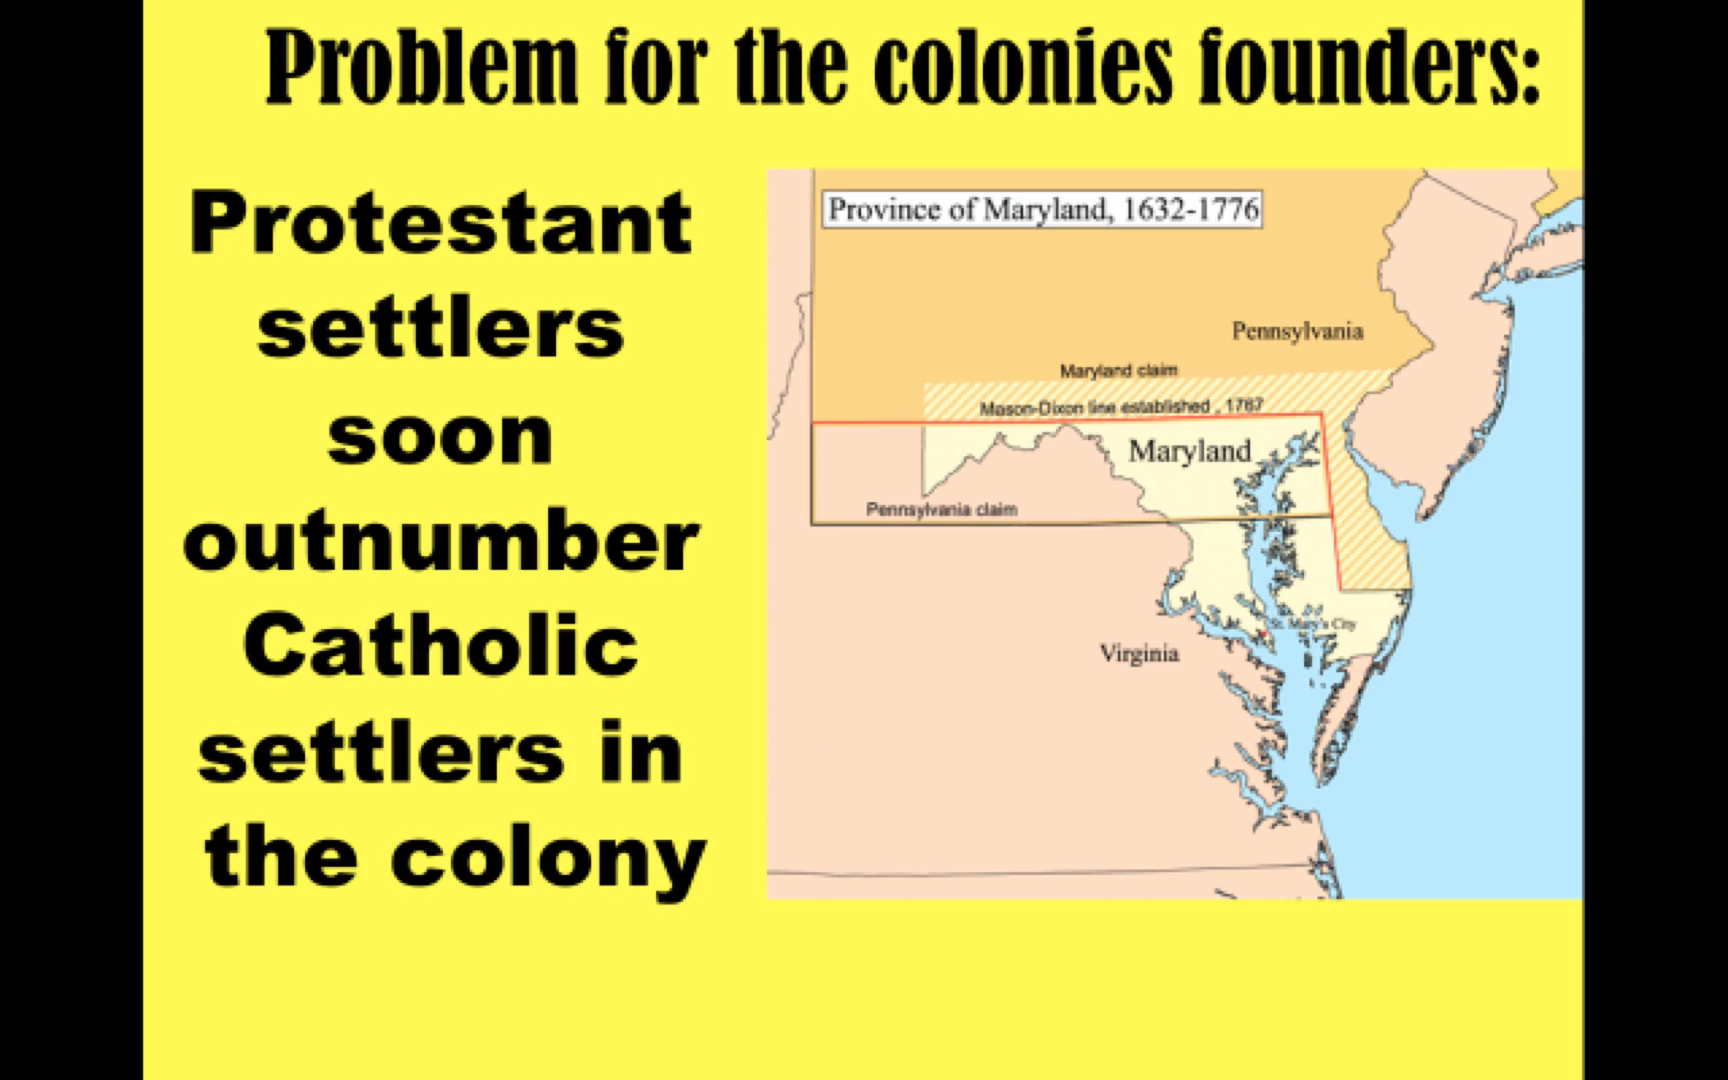 Problem for the colonies founders:
Protestant
settlers
soon
outnumber
Catholic
settlers in
the colony
Province of Maryland, 1632-1776
Pennsylvania
Maryland claim
Mason-Dixon line established , 1767
Maryland
Pennsylvania claim
St. Mary's City
Virginia